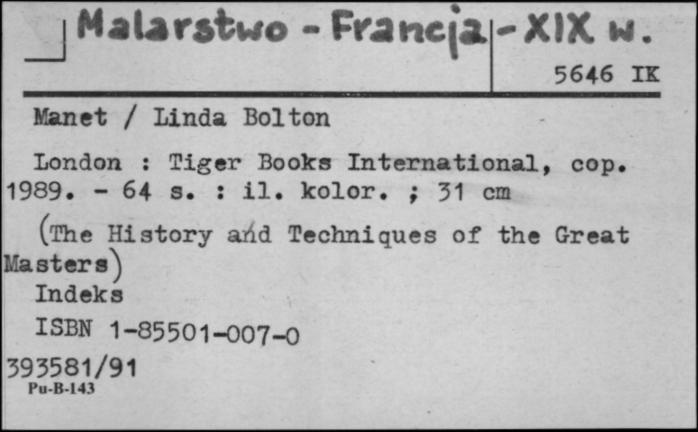 Malarstwo - Francja - XIX w.
5646 IK
Manet / Linda Bolton
London : Tiger Books International, cop.
1989. - 64 s. : il. kolor. ; 31 cm
(The History and Techniques of the Great
Masters)
Indeks
ISBN 1-85501-007-0
393581/91
Pu-B-143